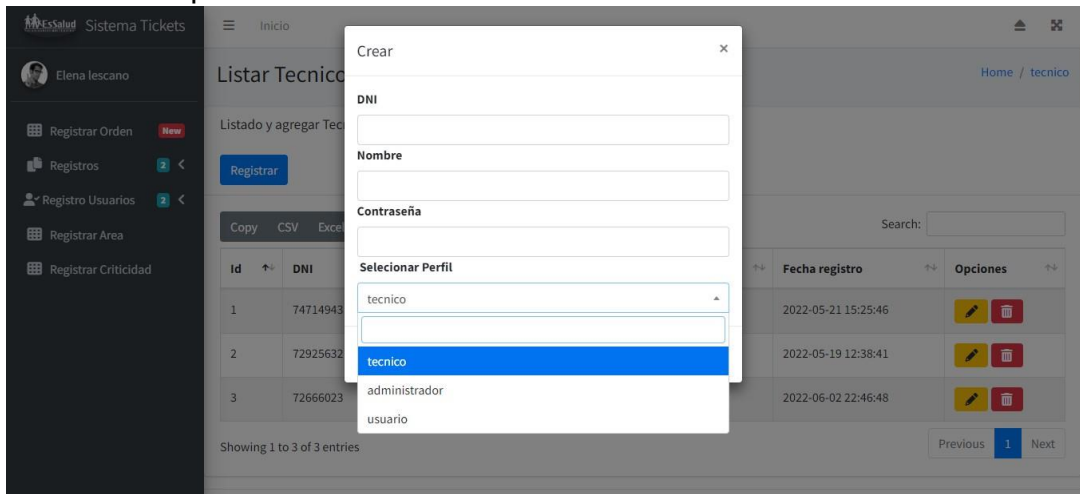 EsSalud Sistema Tickets
Inicio
Crear ×
Elena lescano
Listar Tecnico
Home / tecnico
DNI
Registrar Orden New
Listado y agregar Tec
Nombre
Registros 2
Registrar
Registro Usuarios 2
Contraseña
Registrar Area
Copy CSV Excel
Search:
Registrar Criticidad
Selecionar Perfil
Id DNI Fecha registro Opciones
tecnico
1 74714943 2022-05-21 15:25:46
tecnico
2 72925632 2022-05-19 12:38:41
administrador
3 72666023 2022-06-02 22:46:48
usuario
Showing 1 to 3 of 3 entries
Previous 1 Next